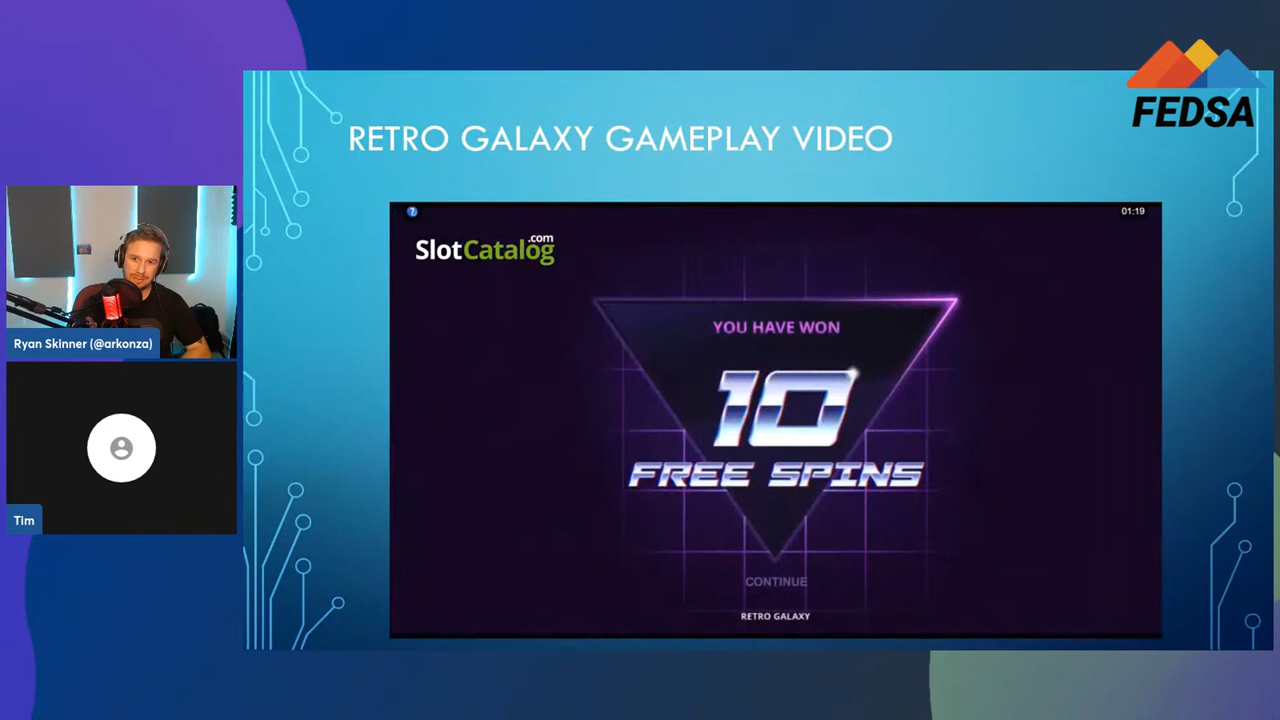 FEDSA
RETRO GALAXY GAMEPLAY VIDEO
?
01:19
SlotCatalog.com
YOU HAVE WON
10
FREE SPINS
CONTINUE
RETRO GALAXY
Ryan Skinner (@arkonza)
Tim